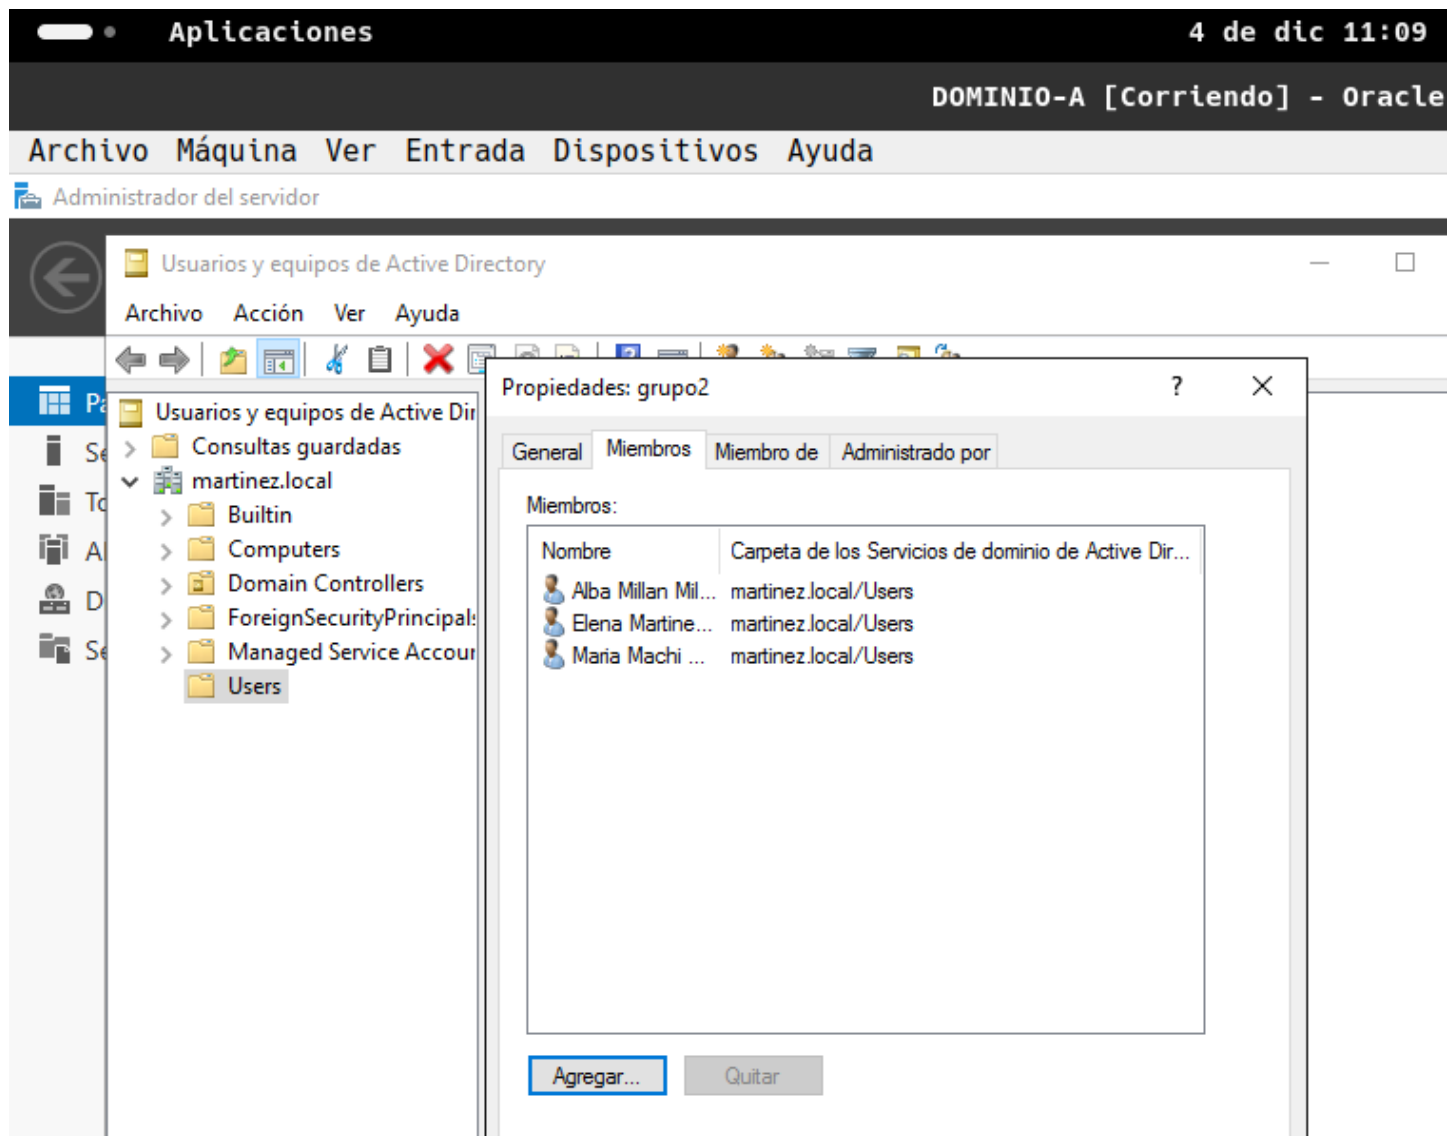 Aplicaciones 4 de dic 11:09
DOMINIO-A [Corriendo] - Oracle
Archivo Máquina Ver Entrada Dispositivos Ayuda
Administrador del servidor
Usuarios y equipos de Active Directory
Archivo Acción Ver Ayuda
Usuarios y equipos de Active Dir
Consultas guardadas
martinez.local
Builtin
Computers
Domain Controllers
ForeignSecurityPrincipal
Managed Service Accour
Users
Propiedades: grupo2 ?
General Miembros Miembro de Administrado por
Miembros:
Nombre Carpeta de los Servicios de dominio de Active Dir...
Alba Millan Mil... martinez.local/Users
Elena Martine... martinez.local/Users
Maria Machi ... martinez.local/Users
Agregar... Quitar